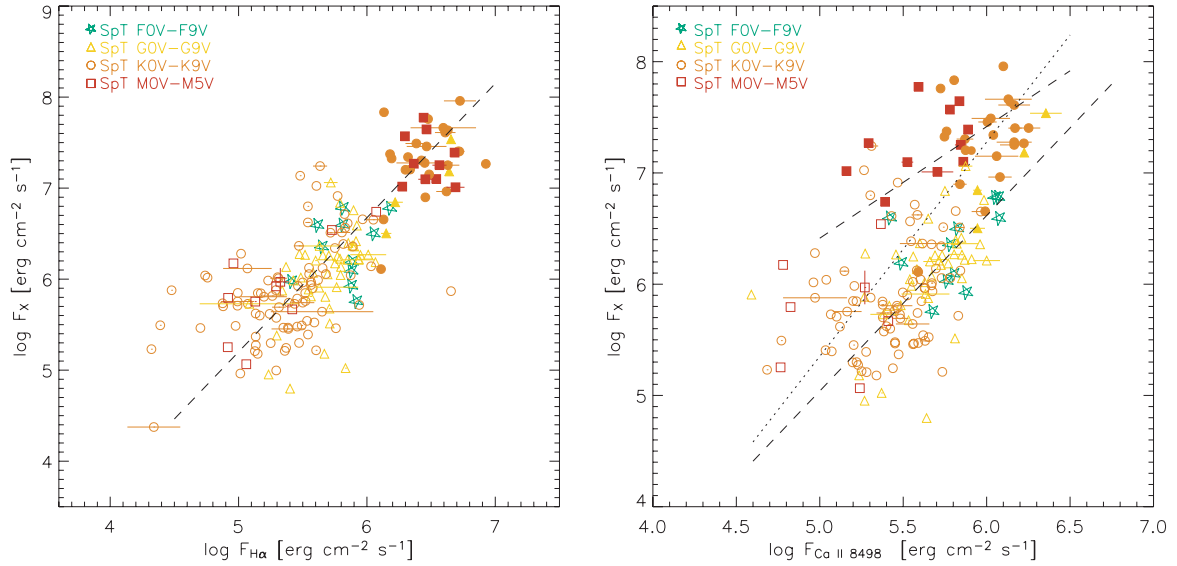 9
8
7
6
5
4
4
5
6
7
log Fx [erg cm−2 s−1]
log FHα [erg cm−2 s−1]
SpT F0V−F9V
SpT G0V−G9V
SpT K0V−K9V
SpT M0V−M5V
8
7
6
5
4
4.0
4.5
5.0
5.5
6.0
6.5
7.0
log Fx [erg cm−2 s−1]
log FCa II 8498 [erg cm−2 s−1]
SpT F0V−F9V
SpT G0V−G9V
SpT K0V−K9V
SpT M0V−M5V